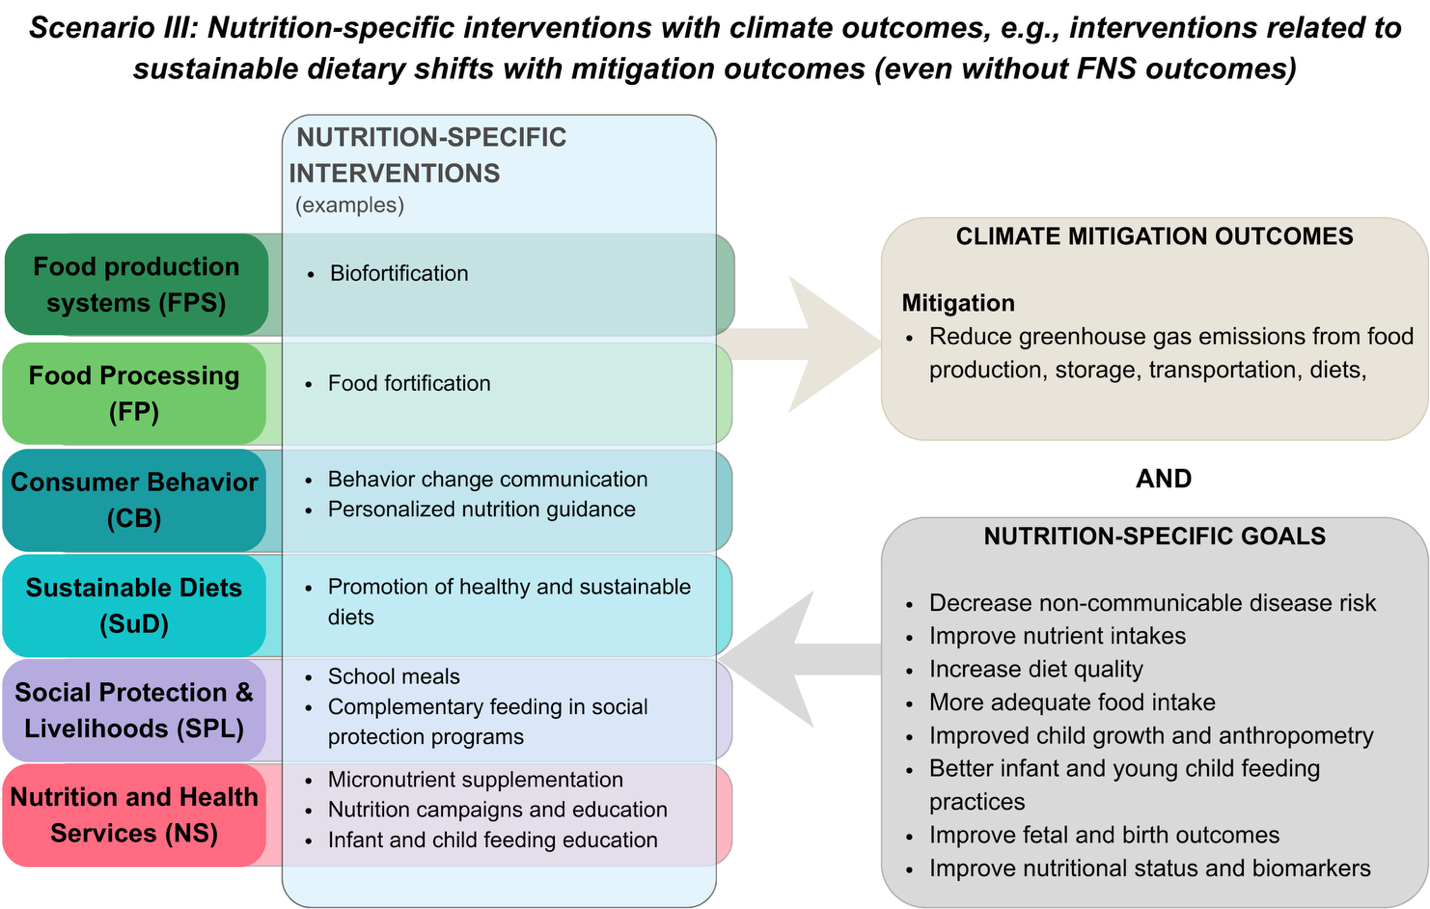 Scenario III: Nutrition-specific interventions with climate outcomes, e.g., interventions related to
sustainable dietary shifts with mitigation outcomes (even without FNS outcomes)
NUTRITION-SPECIFIC
INTERVENTIONS
(examples)
Food production
systems (FPS)
• Biofortification
Food Processing
(FP)
• Food fortification
Consumer Behavior
(CB)
• Behavior change communication
• Personalized nutrition guidance
Sustainable Diets
(SuD)
• Promotion of healthy and sustainable
diets
Social Protection &
Livelihoods (SPL)
• School meals
• Complementary feeding in social
protection programs
Nutrition and Health
Services (NS)
• Micronutrient supplementation
• Nutrition campaigns and education
• Infant and child feeding education
CLIMATE MITIGATION OUTCOMES
Mitigation
• Reduce greenhouse gas emissions from food
production, storage, transportation, diets,
AND
NUTRITION-SPECIFIC GOALS
• Decrease non-communicable disease risk
• Improve nutrient intakes
• Increase diet quality
• More adequate food intake
• Improved child growth and anthropometry
• Better infant and young child feeding
practices
• Improve fetal and birth outcomes
• Improve nutritional status and biomarkers